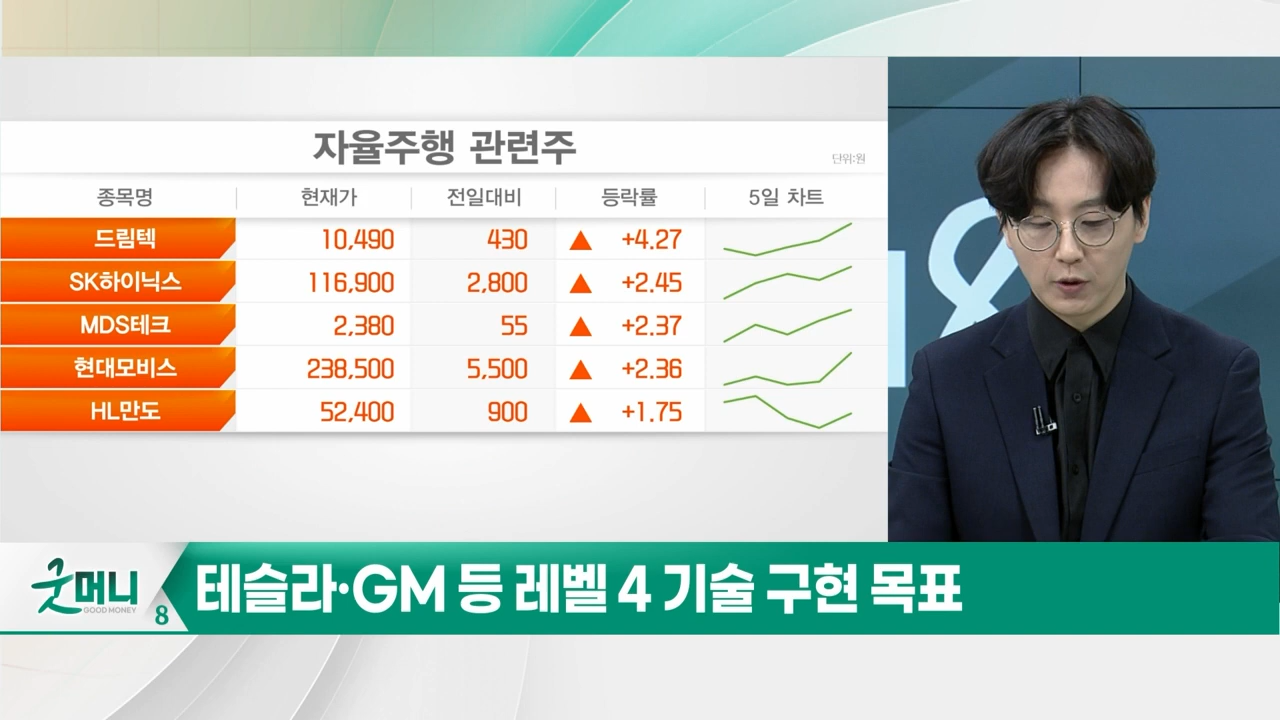 자율주행 관련주
단위:원
종목명 현재가 전일대비 등락률 5일 차트
드림텍 10,490 430 ▲ +4.27
SK하이닉스 116,900 2,800 ▲ +2.45
MDS테크 2,380 55 ▲ +2.37
현대모비스 238,500 5,500 ▲ +2.36
HL만도 52,400 900 ▲ +1.75
굿머니
GOOD MONEY
8
테슬라·GM 등 레벨 4 기술 구현 목표